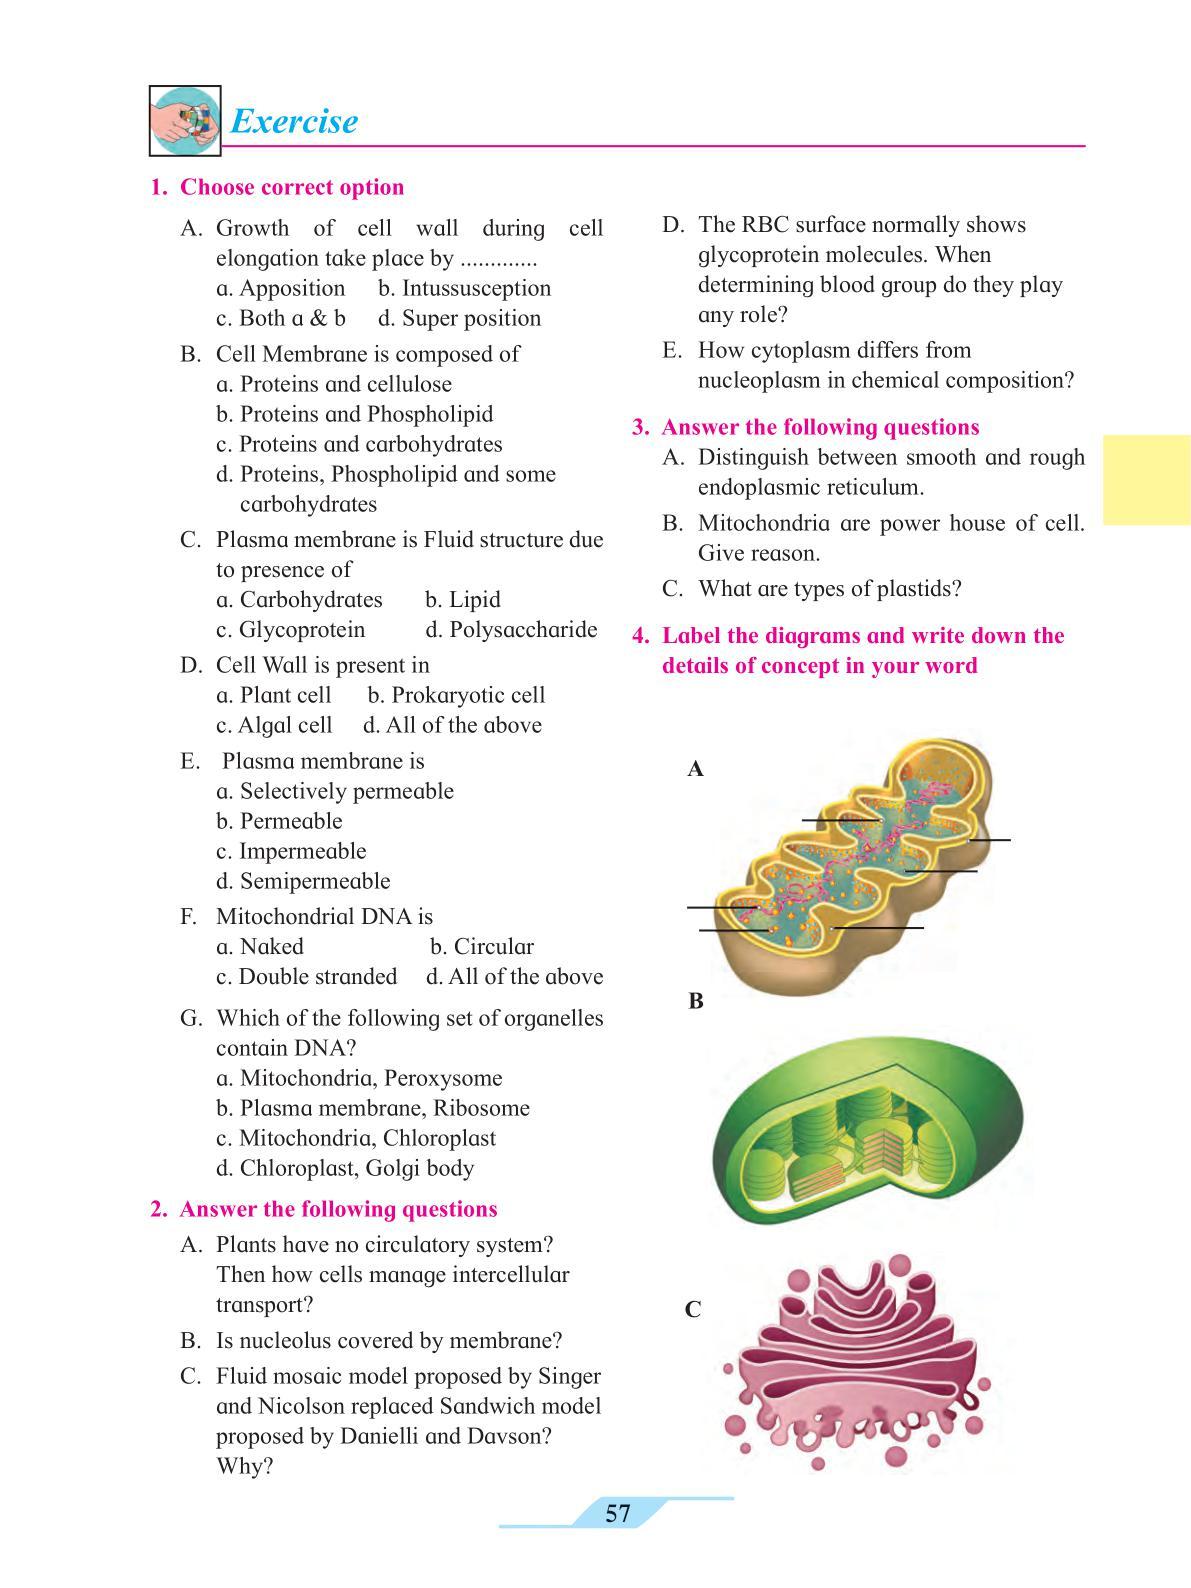 Exercise
1. Choose correct option
A. Growth of cell wall during cell
elongation take place by .............
a. Apposition b. Intussusception
c. Both a & b d. Super position
B. Cell Membrane is composed of
a. Proteins and cellulose
b. Proteins and Phospholipid
c. Proteins and carbohydrates
d. Proteins, Phospholipid and some
carbohydrates
C. Plasma membrane is Fluid structure due
to presence of
a. Carbohydrates b. Lipid
c. Glycoprotein d. Polysaccharide
D. Cell Wall is present in
a. Plant cell b. Prokaryotic cell
c. Algal cell d. All of the above
E. Plasma membrane is
a. Selectively permeable
b. Permeable
c. Impermeable
d. Semipermeable
F. Mitochondrial DNA is
a. Naked b. Circular
c. Double stranded d. All of the above
G. Which of the following set of organelles
contain DNA?
a. Mitochondria, Peroxysome
b. Plasma membrane, Ribosome
c. Mitochondria, Chloroplast
d. Chloroplast, Golgi body
2. Answer the following questions
A. Plants have no circulatory system?
Then how cells manage intercellular
transport?
B. Is nucleolus covered by membrane?
C. Fluid mosaic model proposed by Singer
and Nicolson replaced Sandwich model
proposed by Danielli and Davson?
Why?
D. The RBC surface normally shows
glycoprotein molecules. When
determining blood group do they play
any role?
E. How cytoplasm differs from
nucleoplasm in chemical composition?
3. Answer the following questions
A. Distinguish between smooth and rough
endoplasmic reticulum.
B. Mitochondria are power house of cell.
Give reason.
C. What are types of plastids?
4. Label the diagrams and write down the
details of concept in your word
A
B
C
57